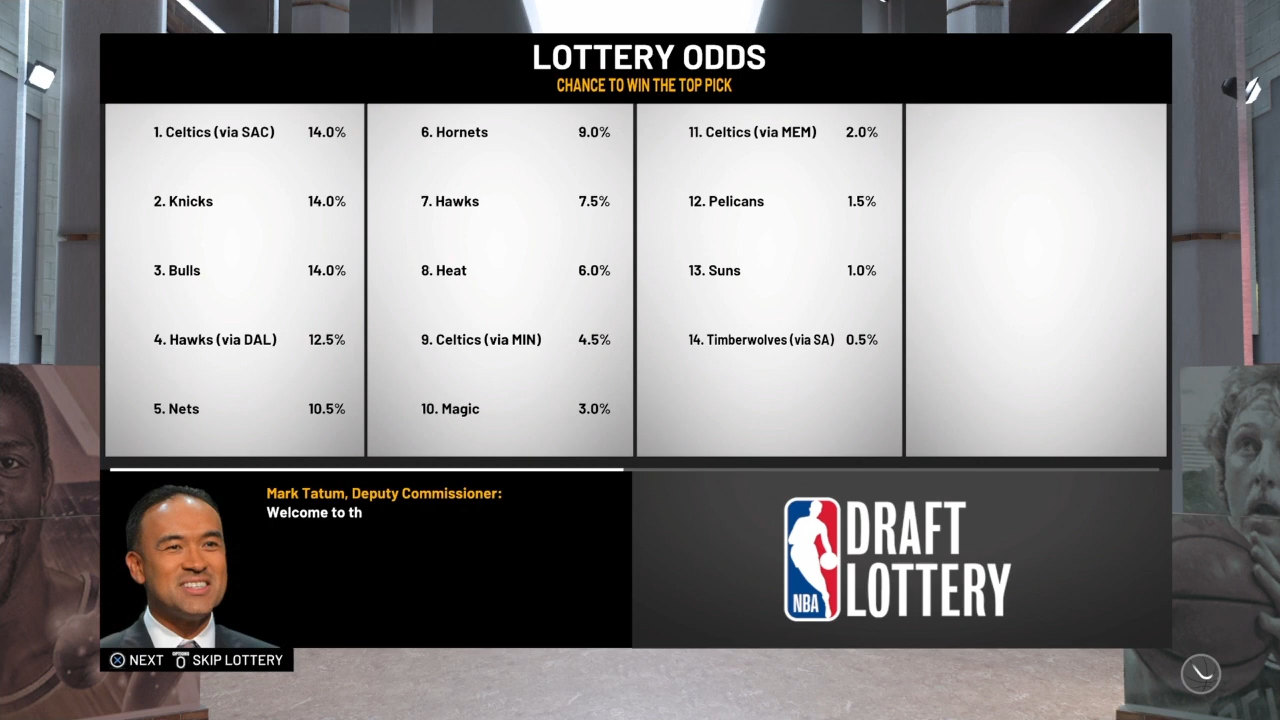 LOTTERY ODDS
CHANCE TO WIN THE TOP PICK
1. Celtics (via SAC) 14.0%
2. Knicks 14.0%
3. Bulls 14.0%
4. Hawks (via DAL) 12.5%
5. Nets 10.5%
6. Hornets 9.0%
7. Hawks 7.5%
8. Heat 6.0%
9. Celtics (via MIN) 4.5%
10. Magic 3.0%
11. Celtics (via MEM) 2.0%
12. Pelicans 1.5%
13. Suns 1.0%
14. Timberwolves (via SA) 0.5%
Mark Tatum, Deputy Commissioner:
Welcome to th
NBA
DRAFT
LOTTERY
NEXT OPTIONS SKIP LOTTERY